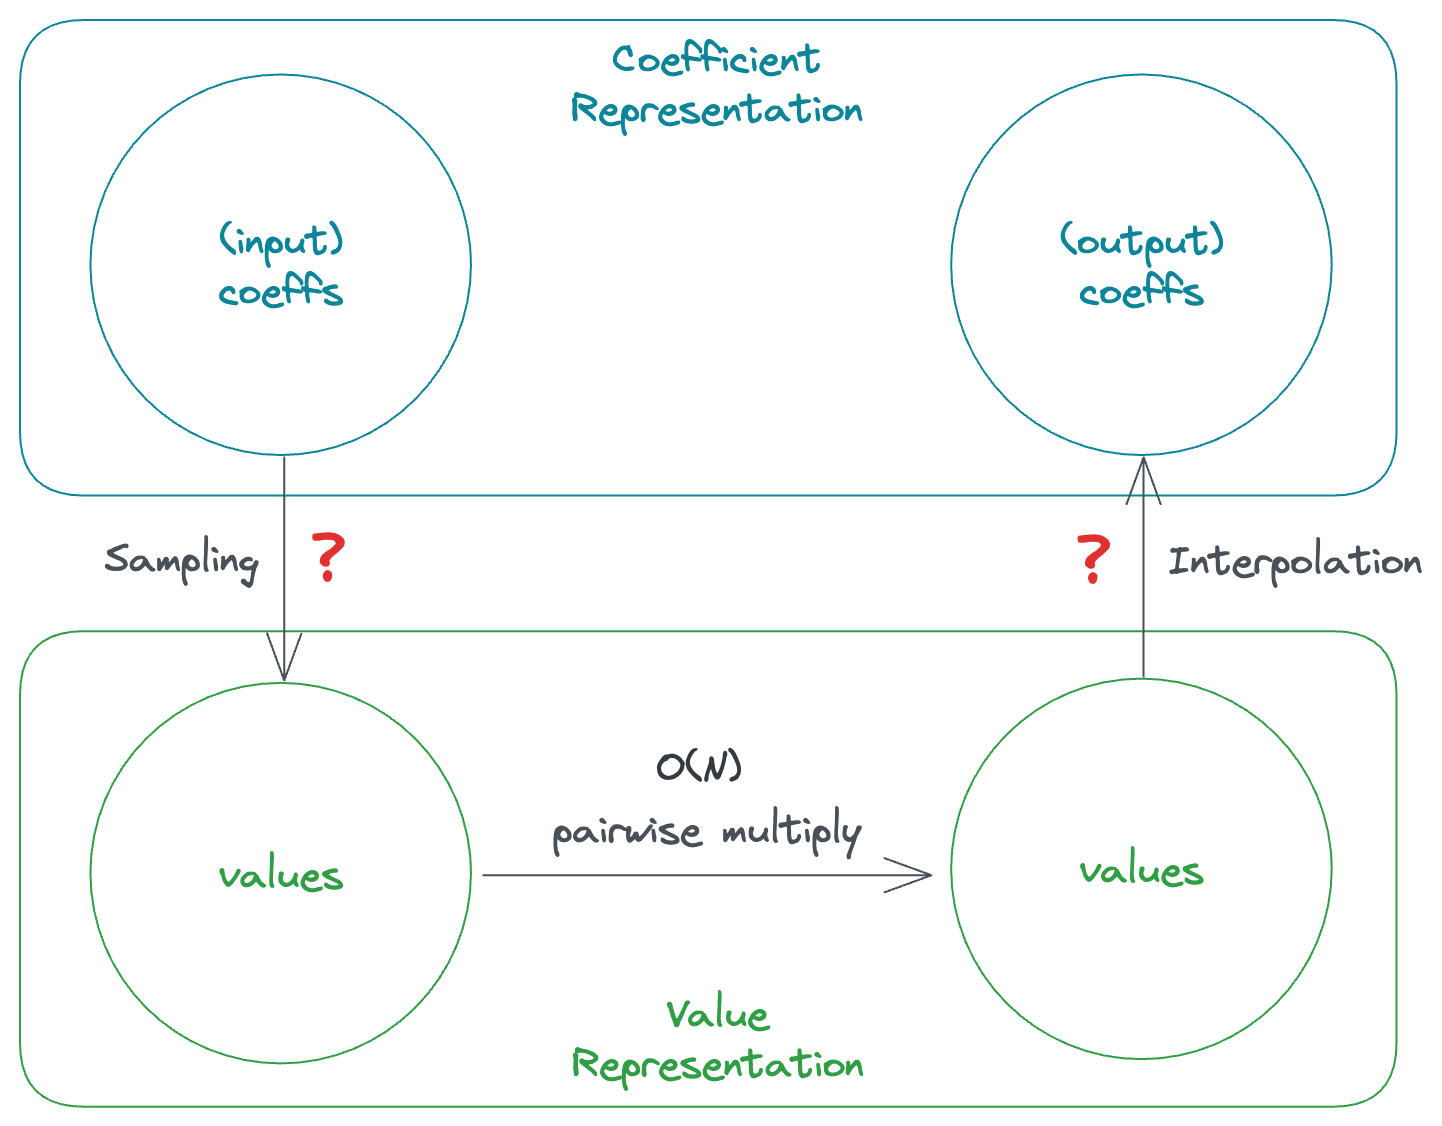 Coefficient
Representation
(input)
coeffs
(output)
coeffs
Sampling
?
?
Interpolation
O(N)
pairwise multiply
values
values
Value
Representation